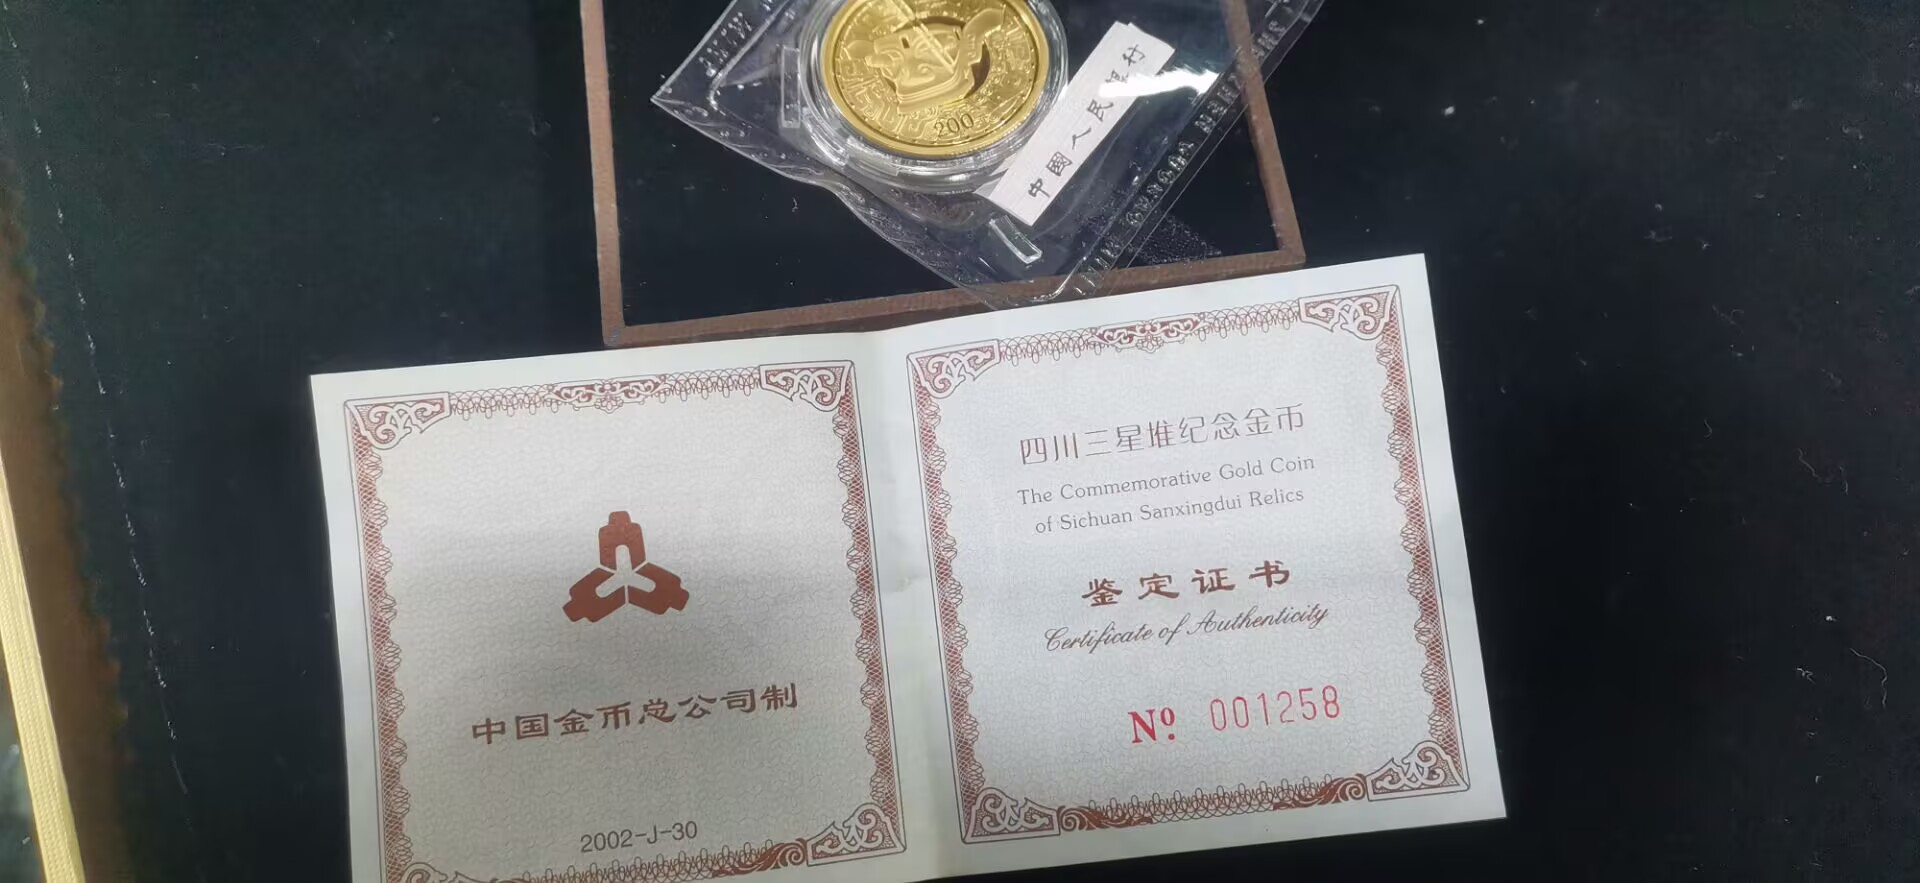 200
中國人民銀行
中国金币总公司制
2002-J-30
四川三星堆纪念金币
The Commemorative Gold Coin
of Sichuan Sanxingdui Relics
鉴定证书
Certificate of Authenticity
Nº. 001258